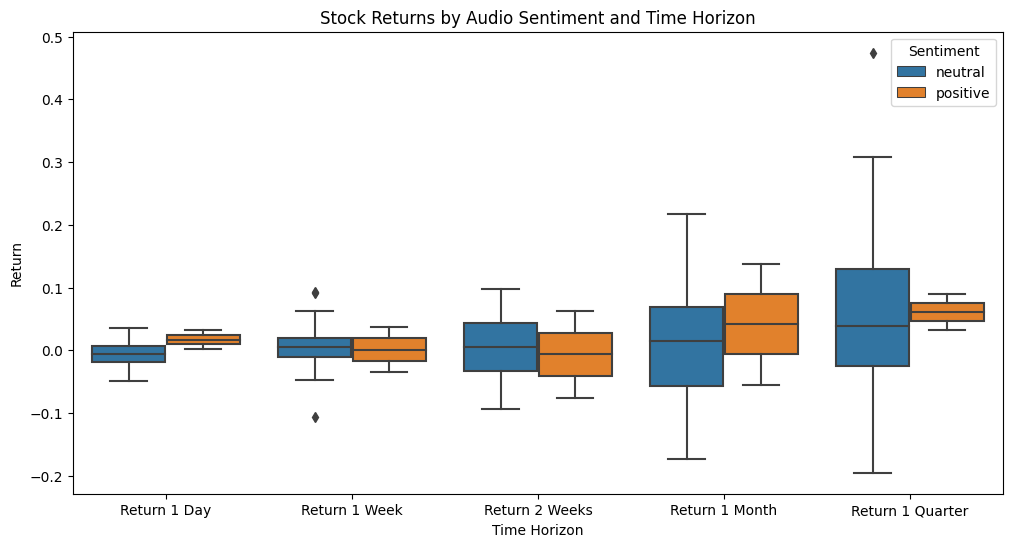 Stock Returns by Audio Sentiment and Time Horizon
Sentiment
neutral
positive
Return
0.5
0.4
0.3
0.2
0.1
0.0
−0.1
−0.2
Return 1 Day
Return 1 Week
Return 2 Weeks
Return 1 Month
Return 1 Quarter
Time Horizon